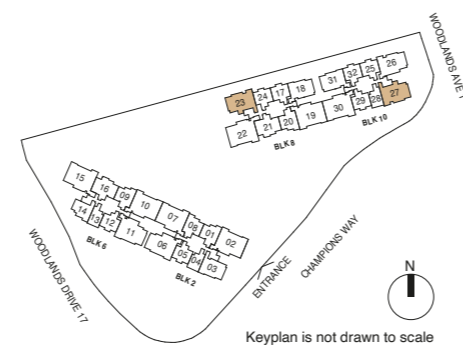 WOODLANDS AVE 1
23 24 17 18 31 32 25 26
22 21 20 19 30 29 28 27
BLK 8 BLK 10
15 16 09 10 07 08 01 02
14 13 12 11 06 05 04 03
BLK 6 BLK 2
WOODLANDS DRIVE 17
ENTRANCE
CHAMPIONS WAY
N
Keyplan is not drawn to scale